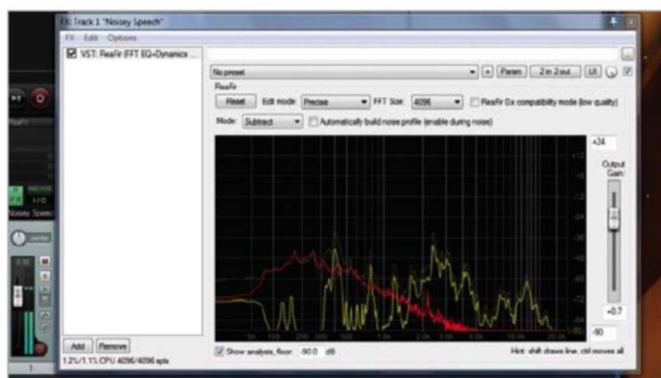 FX: Track 1 "Noisey Speech"
FX Edit Options
VST: ReaFir (FFT EQ+Dynamics ...
No preset
+ Param 2 in 2 out UI
ReaFir
Reset Edit mode: Precise FFT Size: 4096 ReaFir Dx compatibility mode (low quality)
Mode: Subtract Automatically build noise profile (enable during noise)
+24
Output
Gain:
+0.7
-90
Add Remove
1.2%/1.1% CPU 4096/4096 spls
Show analysis, floor: -90.0 dB
Hint: shift draws line, ctrl moves all
ReaFir
I/O
Noisey Speec
center
1